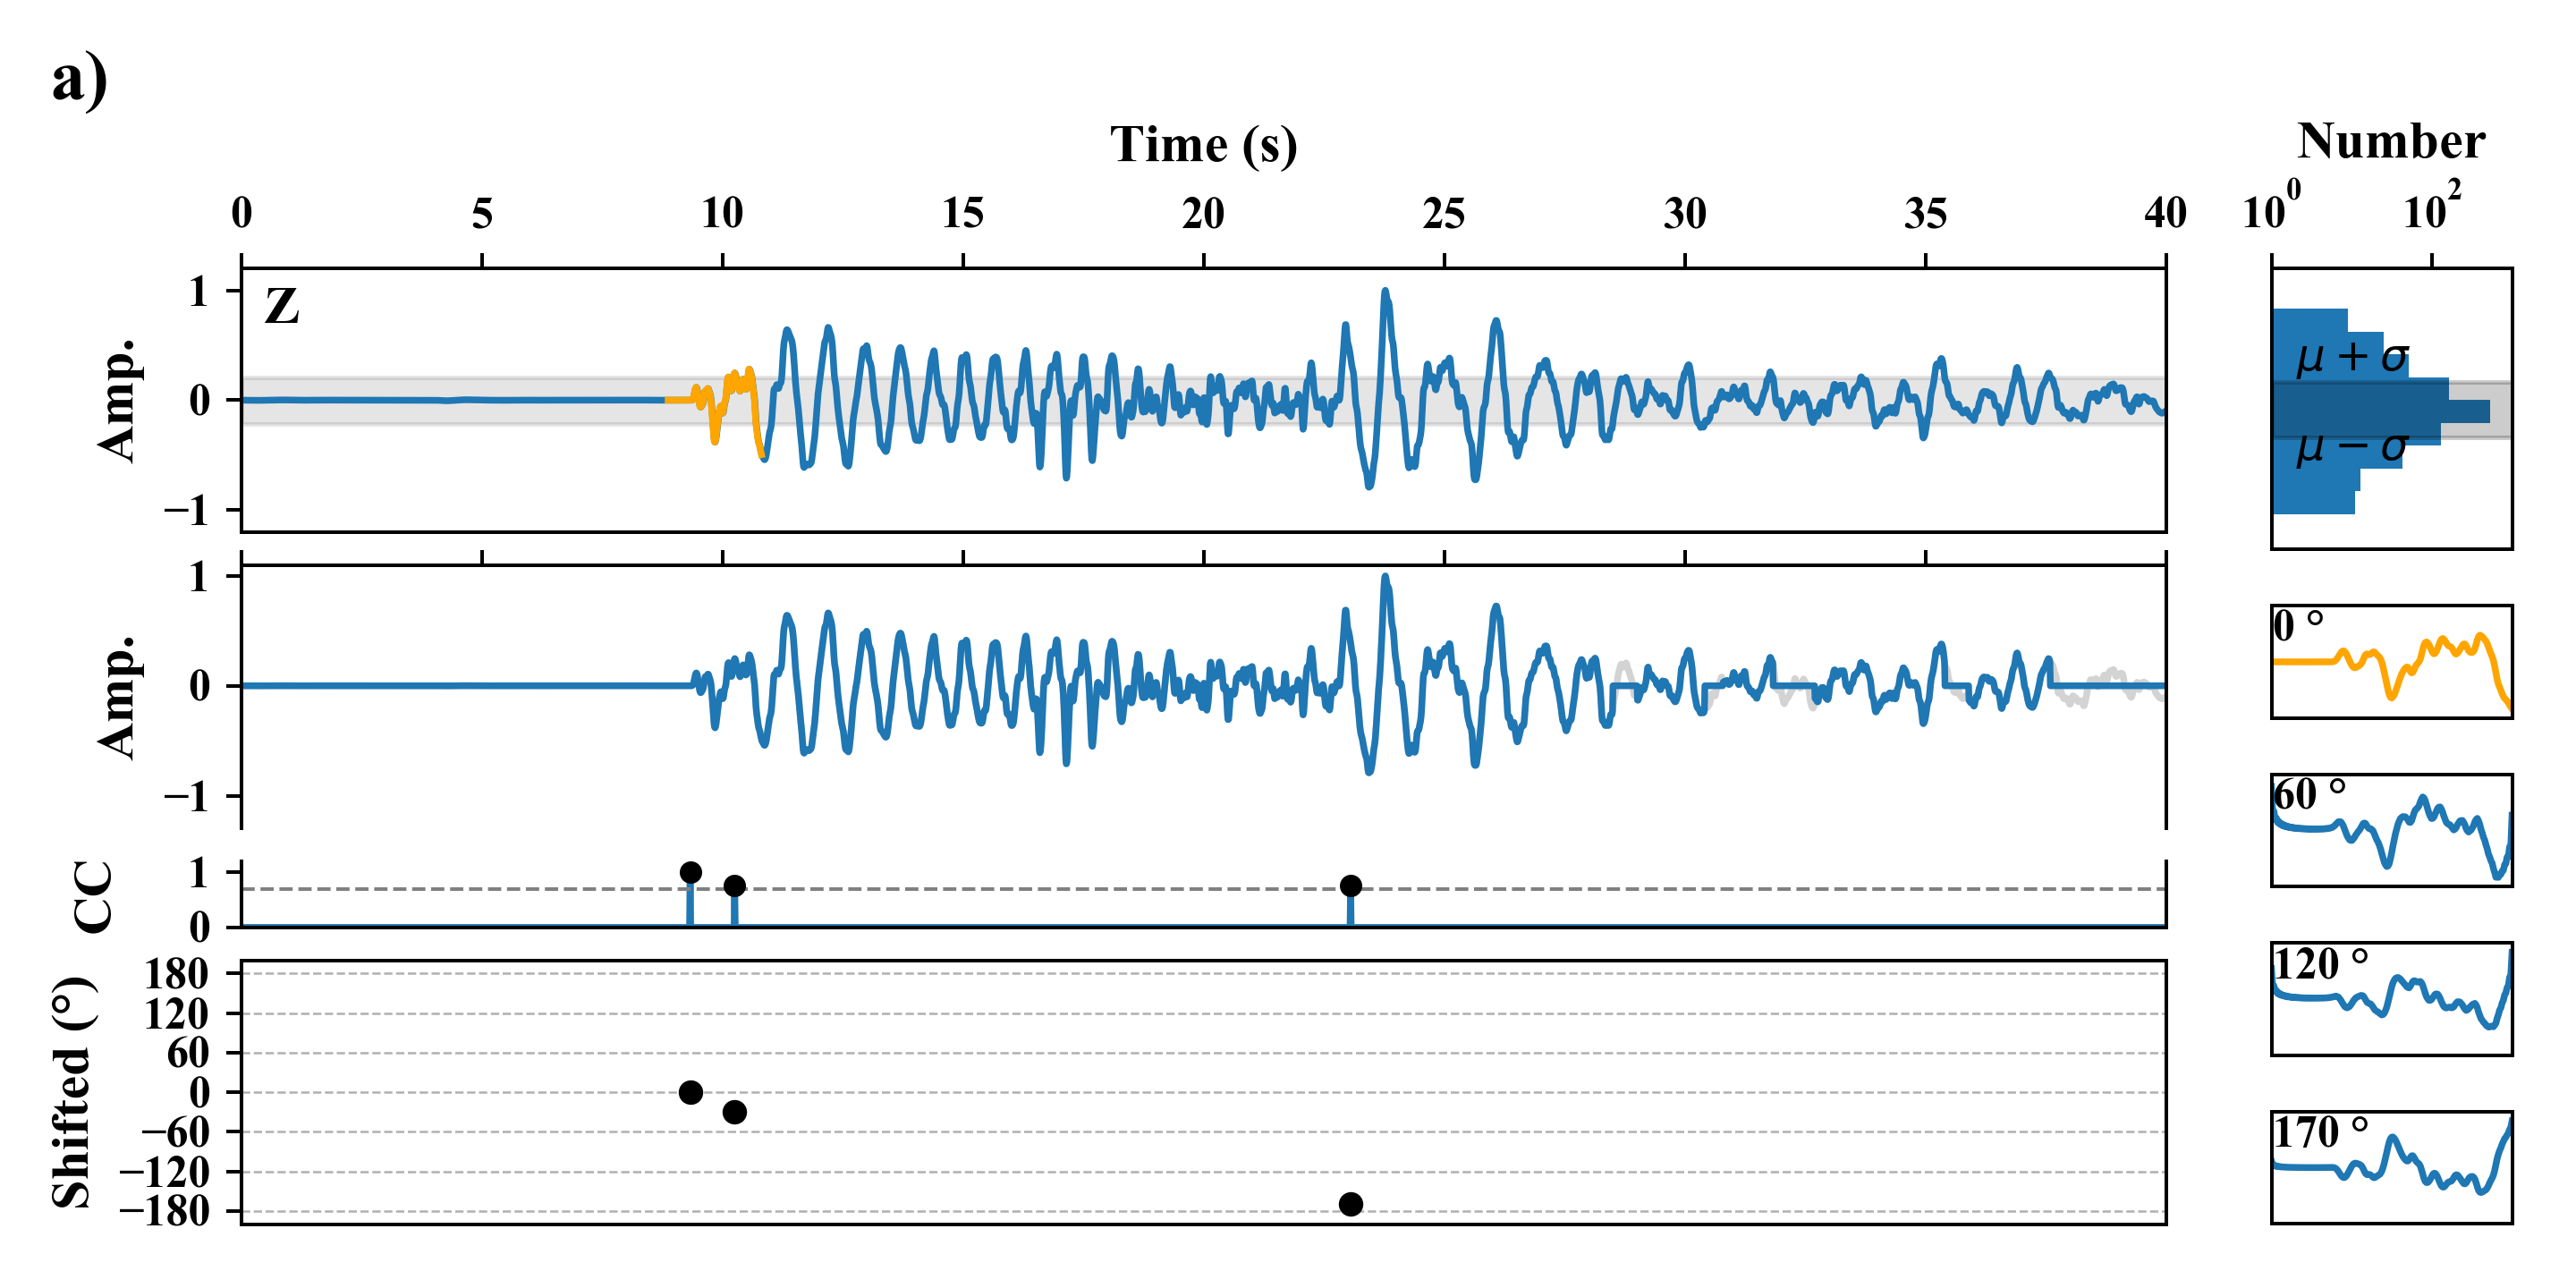 a)
Time (s)
Number
0 5 10 15 20 25 30 35 40
10^0 10^2
Z
Amp.
1
0
−1
μ + σ
μ − σ
Amp.
1
0
−1
0 °
60 °
CC
1
0
120 °
Shifted (°)
180
120
60
0
−60
−120
−180
170 °